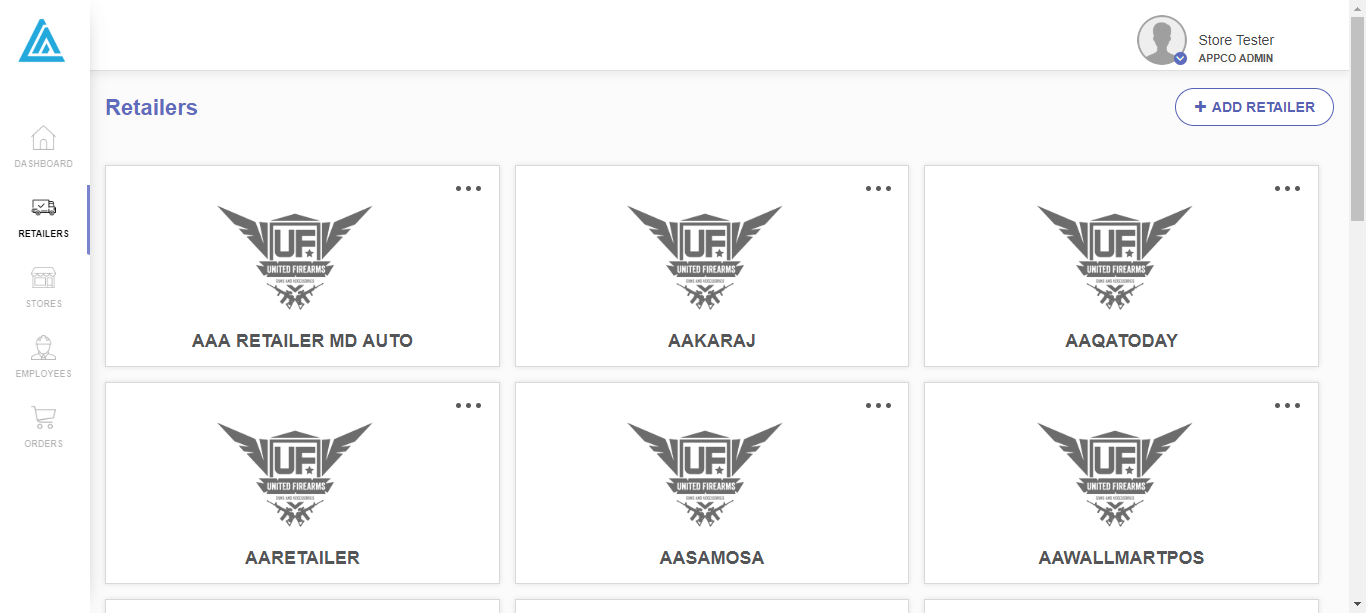 Store Tester
APPCO ADMIN
Retailers
+ ADD RETAILER
DASHBOARD
RETAILERS
STORES
EMPLOYEES
ORDERS
UF
UNITED FIREARMS
GUNS AND ACCESSORIES
AAA RETAILER MD AUTO
UF
UNITED FIREARMS
GUNS AND ACCESSORIES
AAKARAJ
UF
UNITED FIREARMS
GUNS AND ACCESSORIES
AAQATODAY
UF
UNITED FIREARMS
GUNS AND ACCESSORIES
AARETAILER
UF
UNITED FIREARMS
GUNS AND ACCESSORIES
AASAMOSA
UF
UNITED FIREARMS
GUNS AND ACCESSORIES
AAWALLMARTPOS